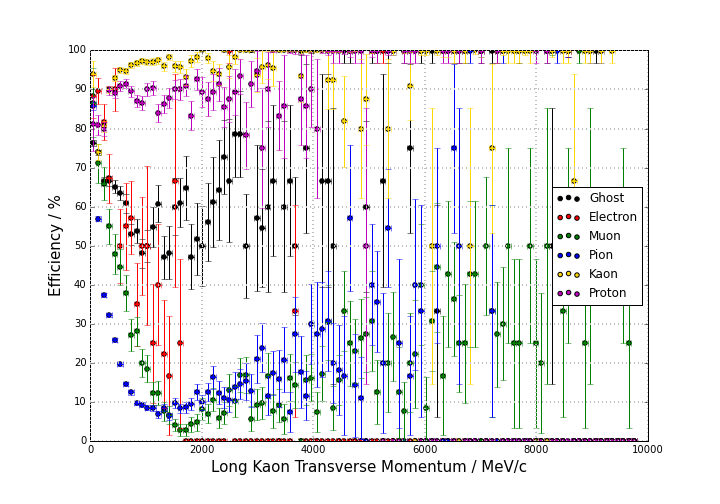 100
90
80
70
60
50
40
30
20
10
0
Efficiency / %
Ghost
Electron
Muon
Pion
Kaon
Proton
0 2000 4000 6000 8000 10000
Long Kaon Transverse Momentum / MeV/c